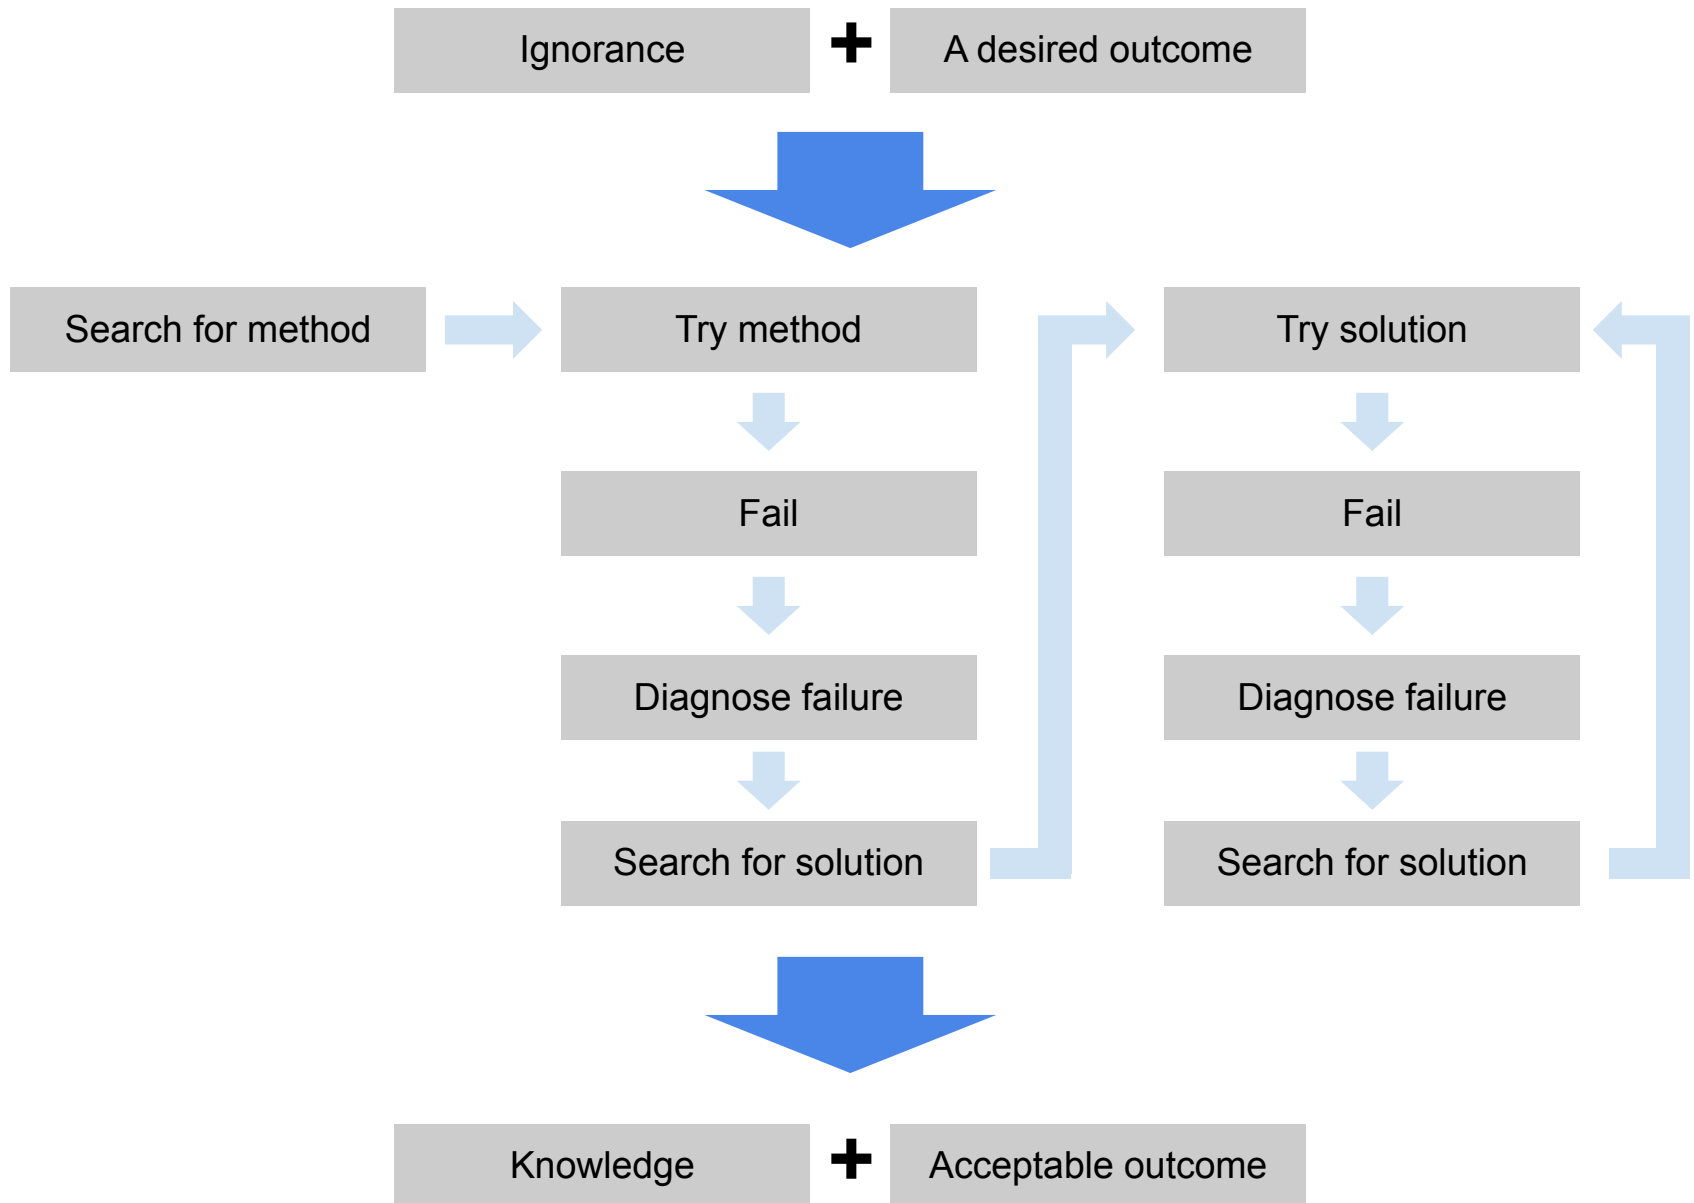 Ignorance + A desired outcome
Search for method
Try method
Fail
Diagnose failure
Search for solution
Try solution
Fail
Diagnose failure
Search for solution
Knowledge + Acceptable outcome